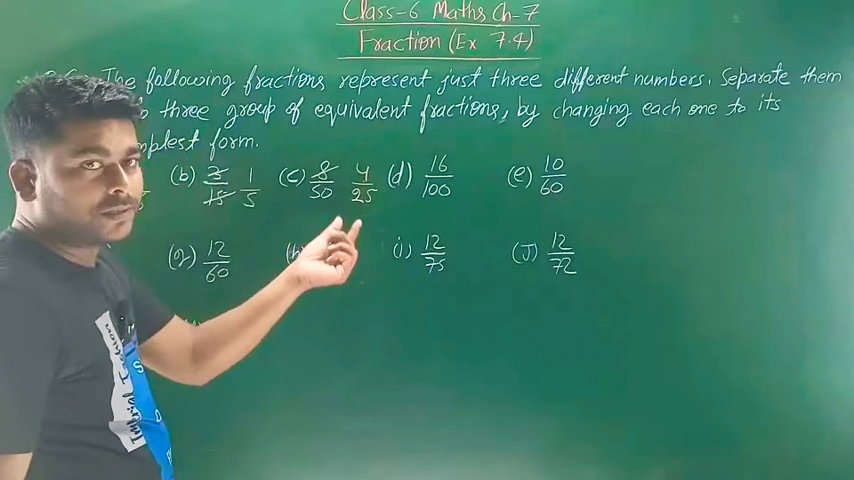 Class-6 Maths Ch-7
Fraction (Ex 7.4)
The following fractions represent just three different numbers. Separate them
three group of equivalent fractions, by changing each one to its
form.
(b) 3/15 1/5 (c) 8/50 4/25 (d) 16/100 (e) 10/60
12/60 (i) 12/75 (J) 12/72